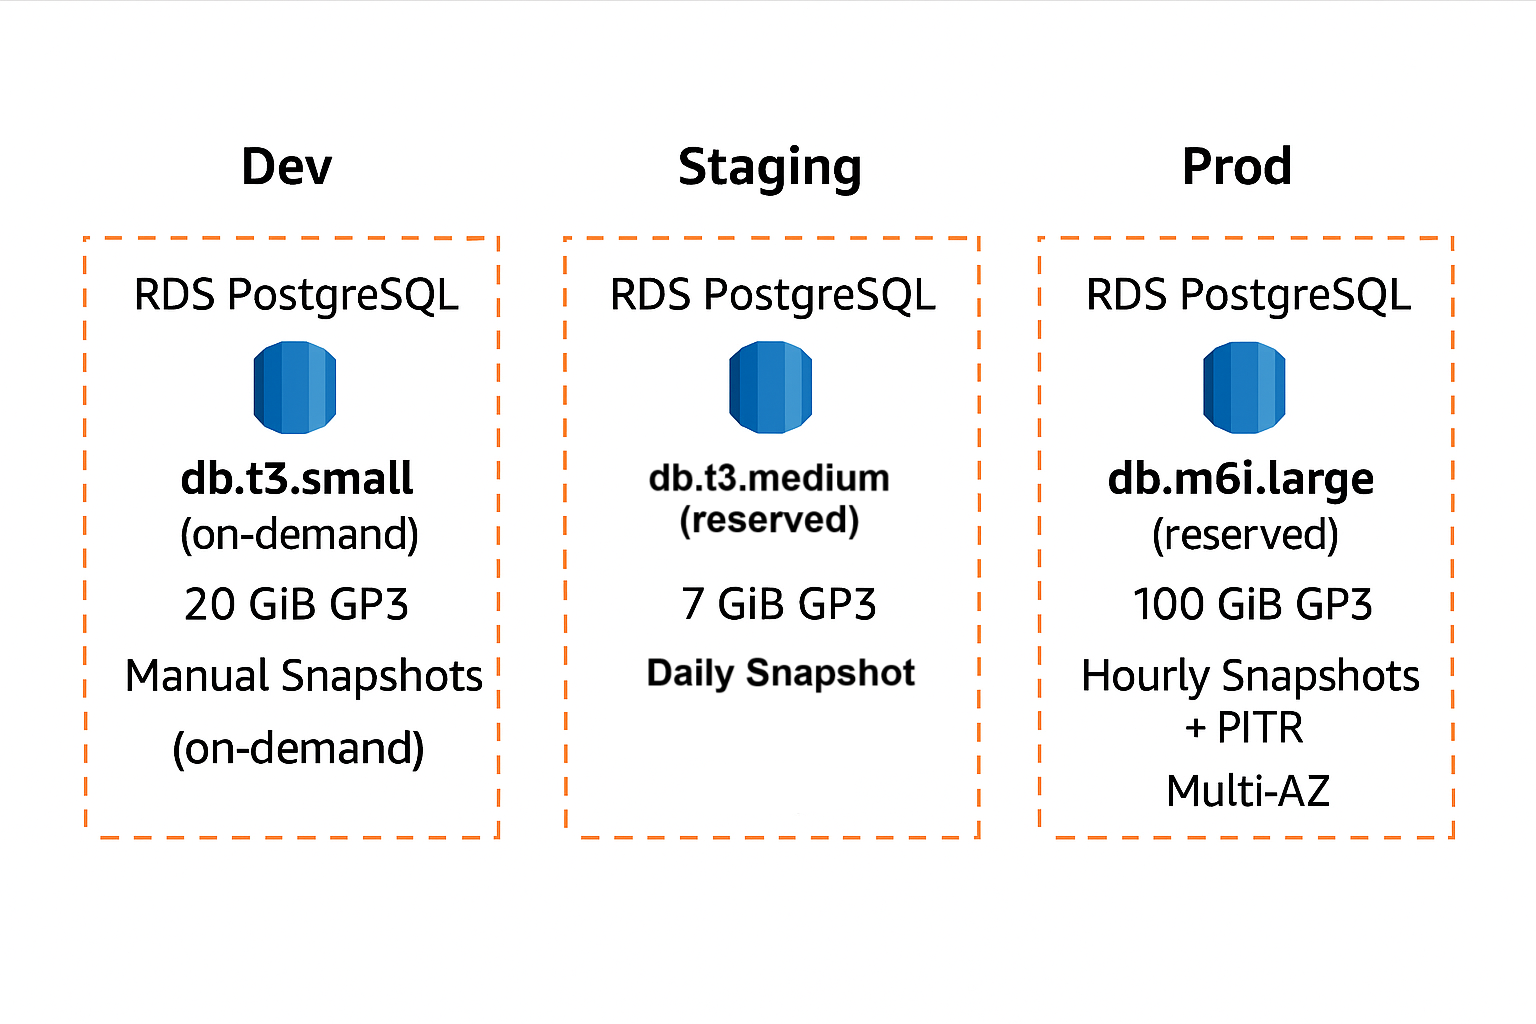 Dev
RDS PostgreSQL
db.t3.small
(on-demand)
20 GiB GP3
Manual Snapshots
(on-demand)
Staging
RDS PostgreSQL
db.t3.medium
(reserved)
7 GiB GP3
Daily Snapshot
Prod
RDS PostgreSQL
db.m6i.large
(reserved)
100 GiB GP3
Hourly Snapshots
+ PITR
Multi-AZ